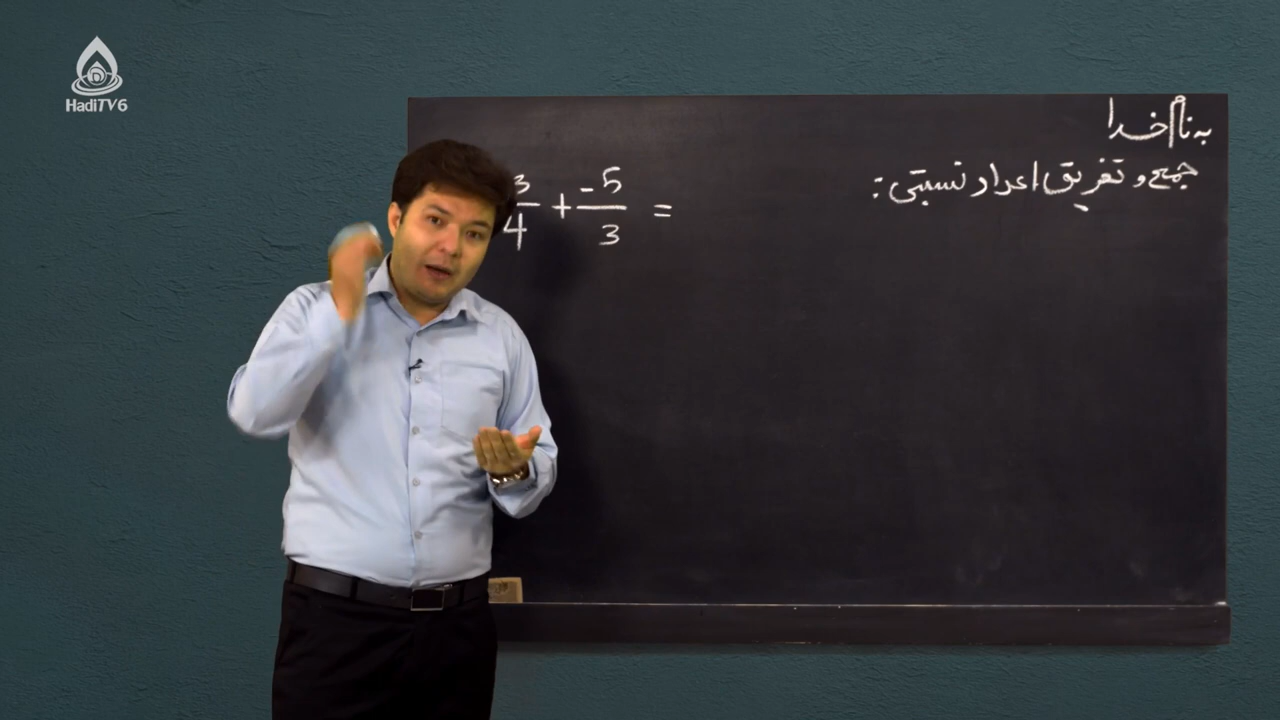 HadiTV6
به نام خدا
جمع و تفریق اعداد نسبتی :
3/4 + -5/3 =